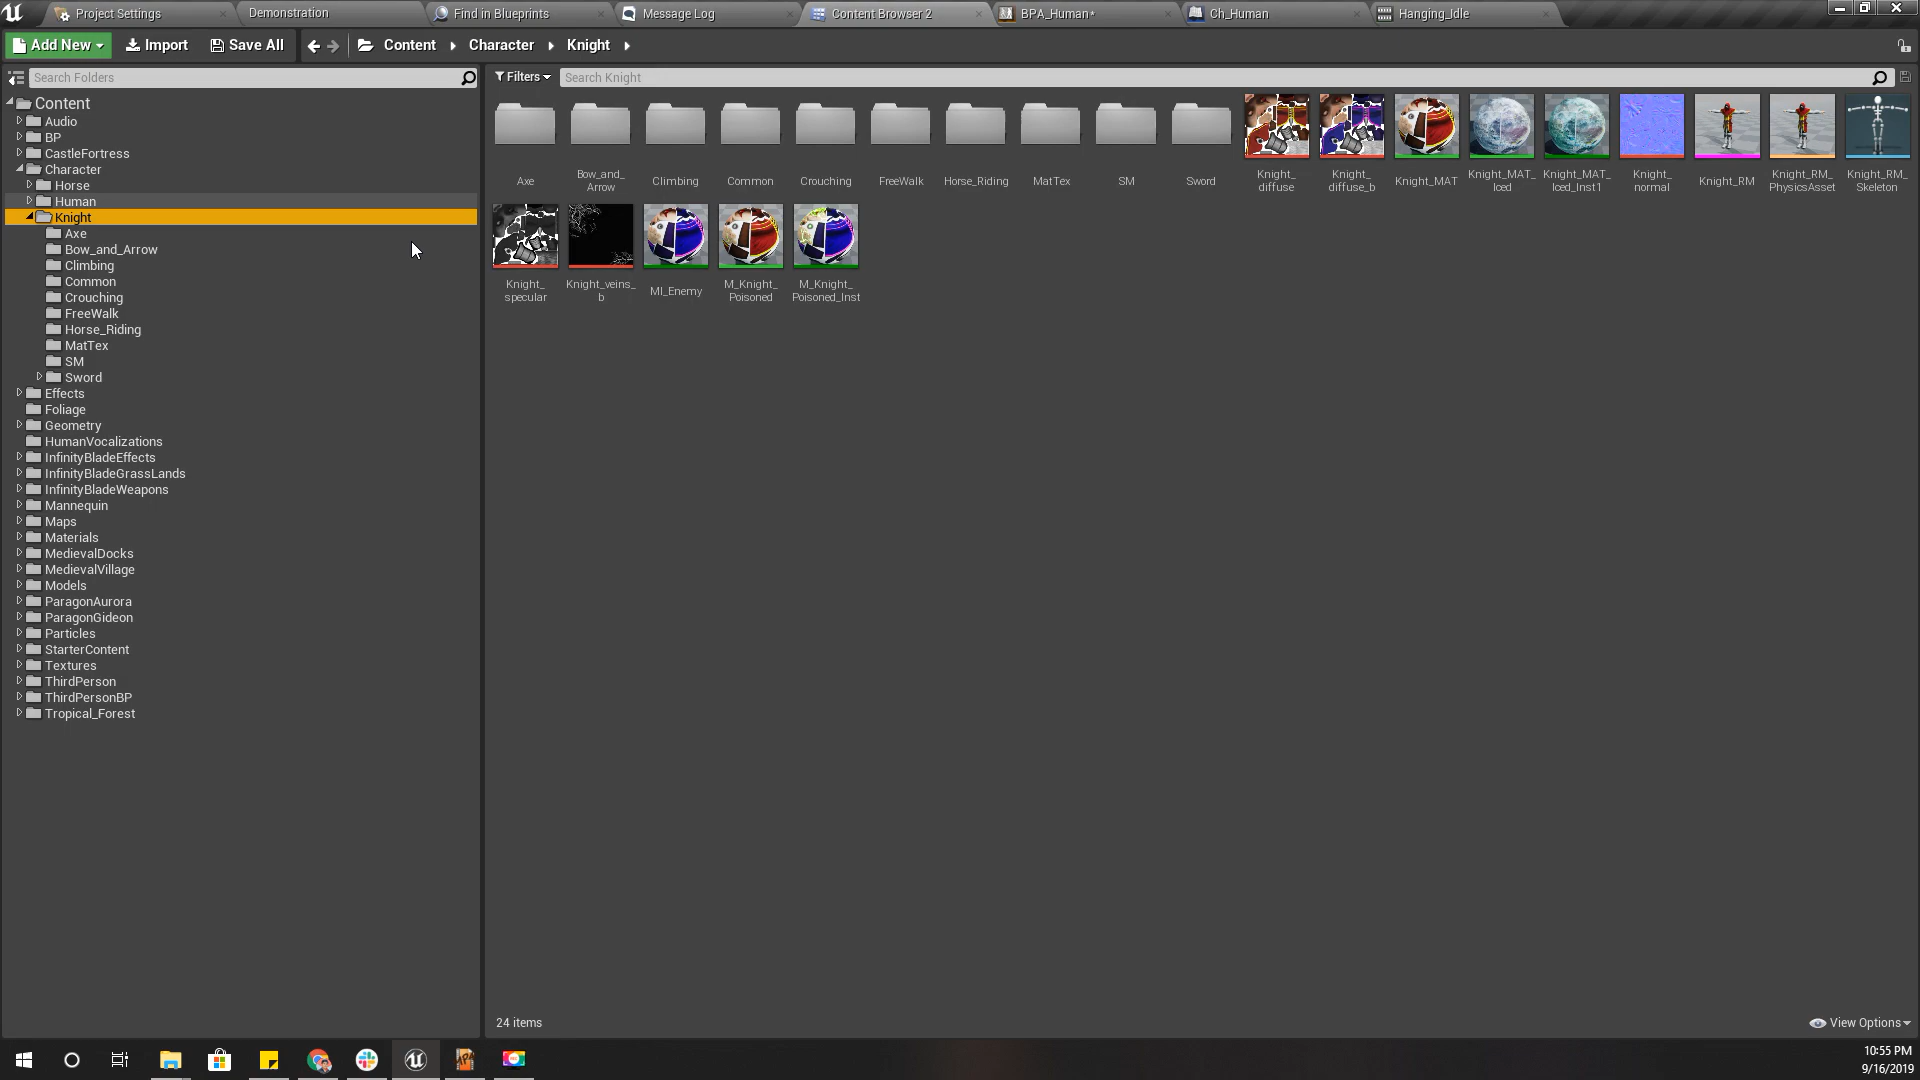 Project Settings
Demonstration
Find in Blueprints
Message Log
Content Browser 2
BPA_Human*
Ch_Human
Hanging_Idle
Add New
Import
Save All
Content
Character
Knight
Search Folders
Filters
Search Knight
Content
Audio
BP
CastleFortress
Character
Horse
Human
Knight
Axe
Bow_and_Arrow
Climbing
Common
Crouching
FreeWalk
Horse_Riding
MatTex
SM
Sword
Effects
Foliage
Geometry
HumanVocalizations
InfinityBladeEffects
InfinityBladeGrassLands
InfinityBladeWeapons
Mannequin
Maps
Materials
MedievalDocks
MedievalVillage
Models
ParagonAurora
ParagonGideon
Particles
StarterContent
Textures
ThirdPerson
ThirdPersonBP
Tropical_Forest
Axe
Bow_and_
Arrow
Climbing
Common
Crouching
FreeWalk
Horse_Riding
MatTex
SM
Sword
Knight_
diffuse
Knight_
diffuse_b
Knight_MAT
Knight_MAT_
Iced
Knight_MAT_
Iced_Inst1
Knight_
normal
Knight_RM
Knight_RM_
PhysicsAsset
Knight_RM_
Skeleton
Knight_
specular
Knight_veins_
b
MI_Enemy
M_Knight_
Poisoned
M_Knight_
Poisoned_Inst
24 items
View Options
10:55 PM
9/16/2019